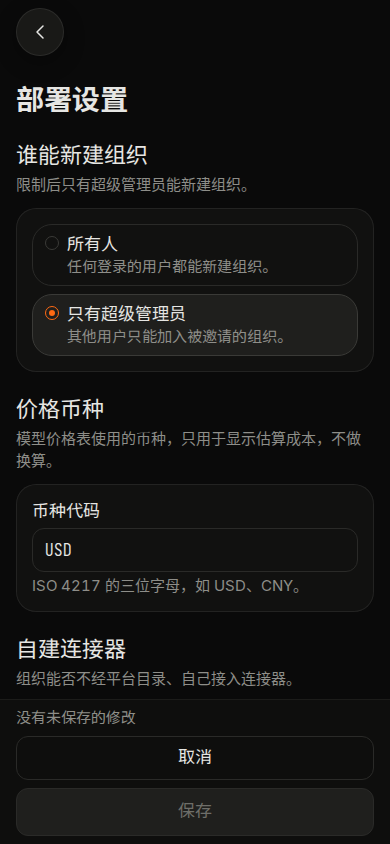 部署设置
谁能新建组织
限制后只有超级管理员能新建组织。
所有人
任何登录的用户都能新建组织。
只有超级管理员
其他用户只能加入被邀请的组织。
价格币种
模型价格表使用的币种，只用于显示估算成本，不做
换算。
币种代码
USD
ISO 4217 的三位字母，如 USD、CNY。
自建连接器
组织能否不经平台目录、自己接入连接器。
没有未保存的修改
取消
保存